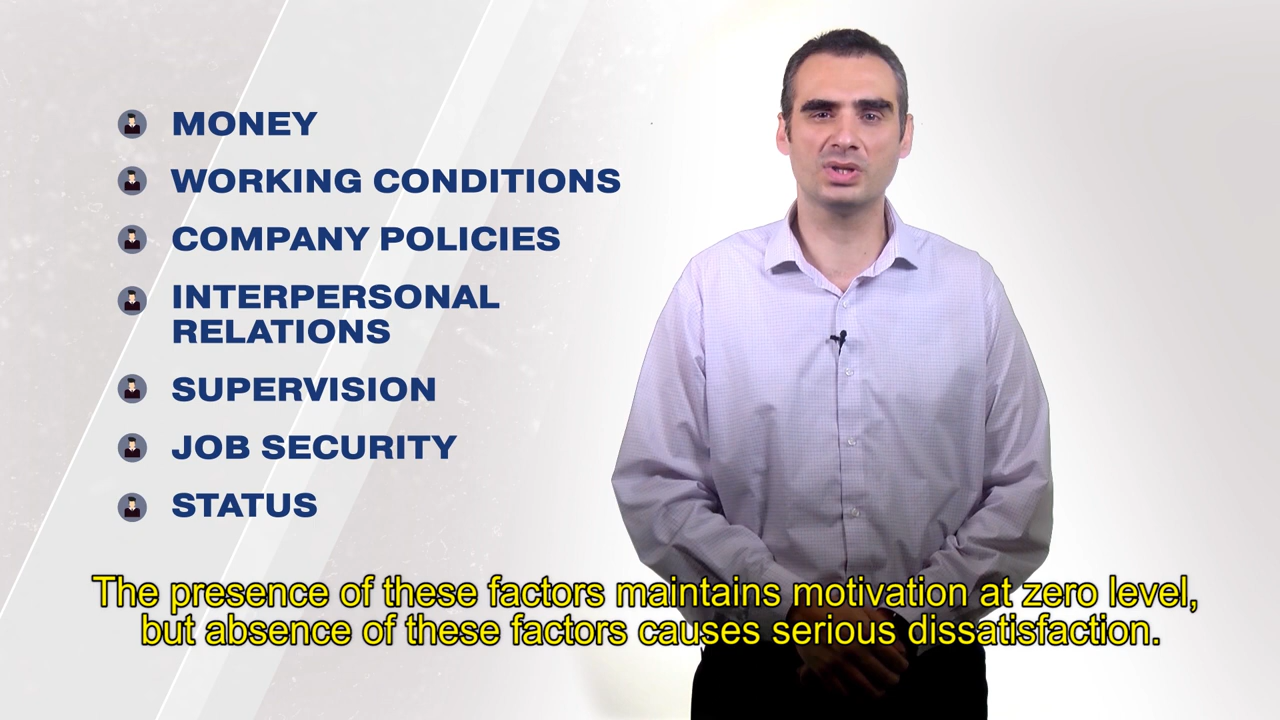 MONEY
WORKING CONDITIONS
COMPANY POLICIES
INTERPERSONAL
RELATIONS
SUPERVISION
JOB SECURITY
STATUS
The presence of these factors maintains motivation at zero level,
but absence of these factors causes serious dissatisfaction.